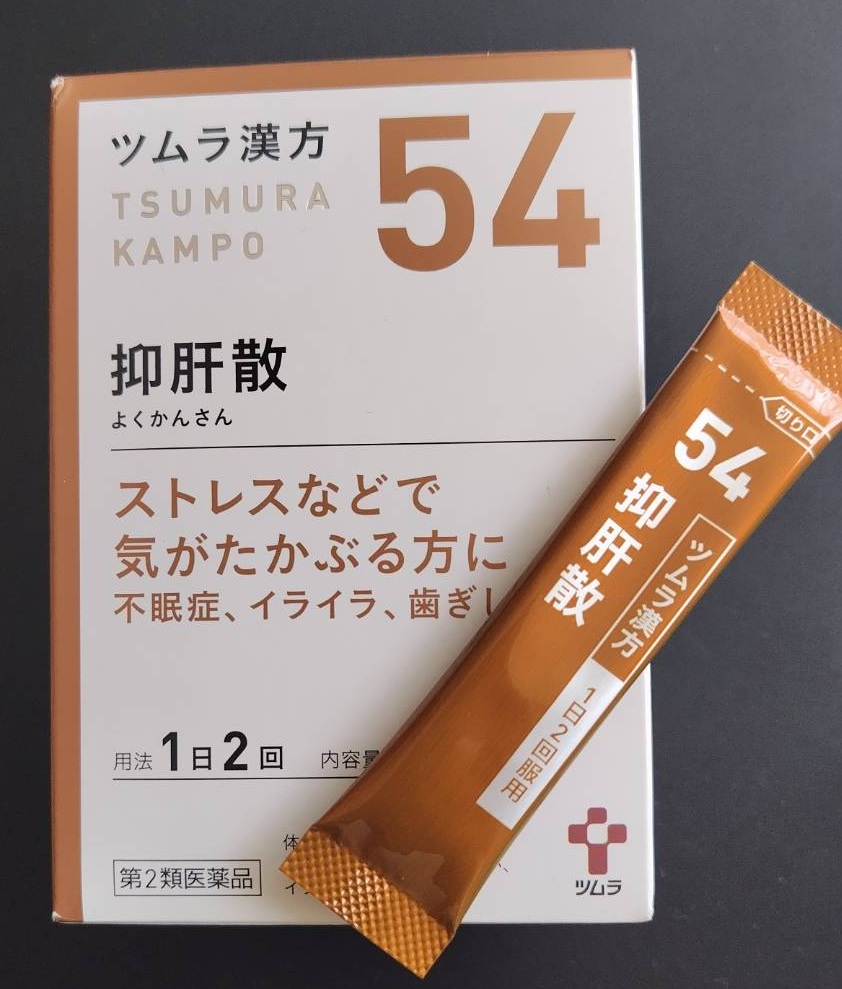 ツムラ漢方
TSUMURA
KAMPO
54
抑肝散
よくかんさん
ストレスなどで
気がたかぶる方に
不眠症、イライラ、歯ぎし
用法 1日2回 内容量
体
イ
第2類医薬品
ツムラ
切り口
54
抑肝散
ツムラ漢方
1日2回服用